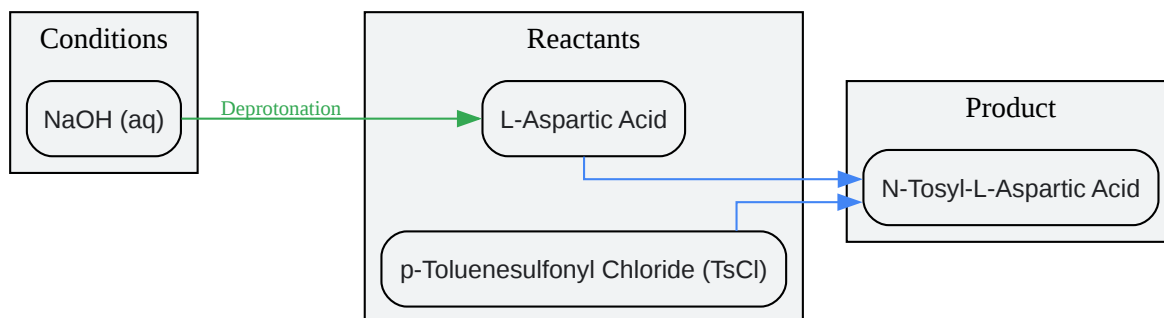 Conditions
NaOH (aq)
Deprotonation
Reactants
L-Aspartic Acid
p-Toluenesulfonyl Chloride (TsCl)
Product
N-Tosyl-L-Aspartic Acid